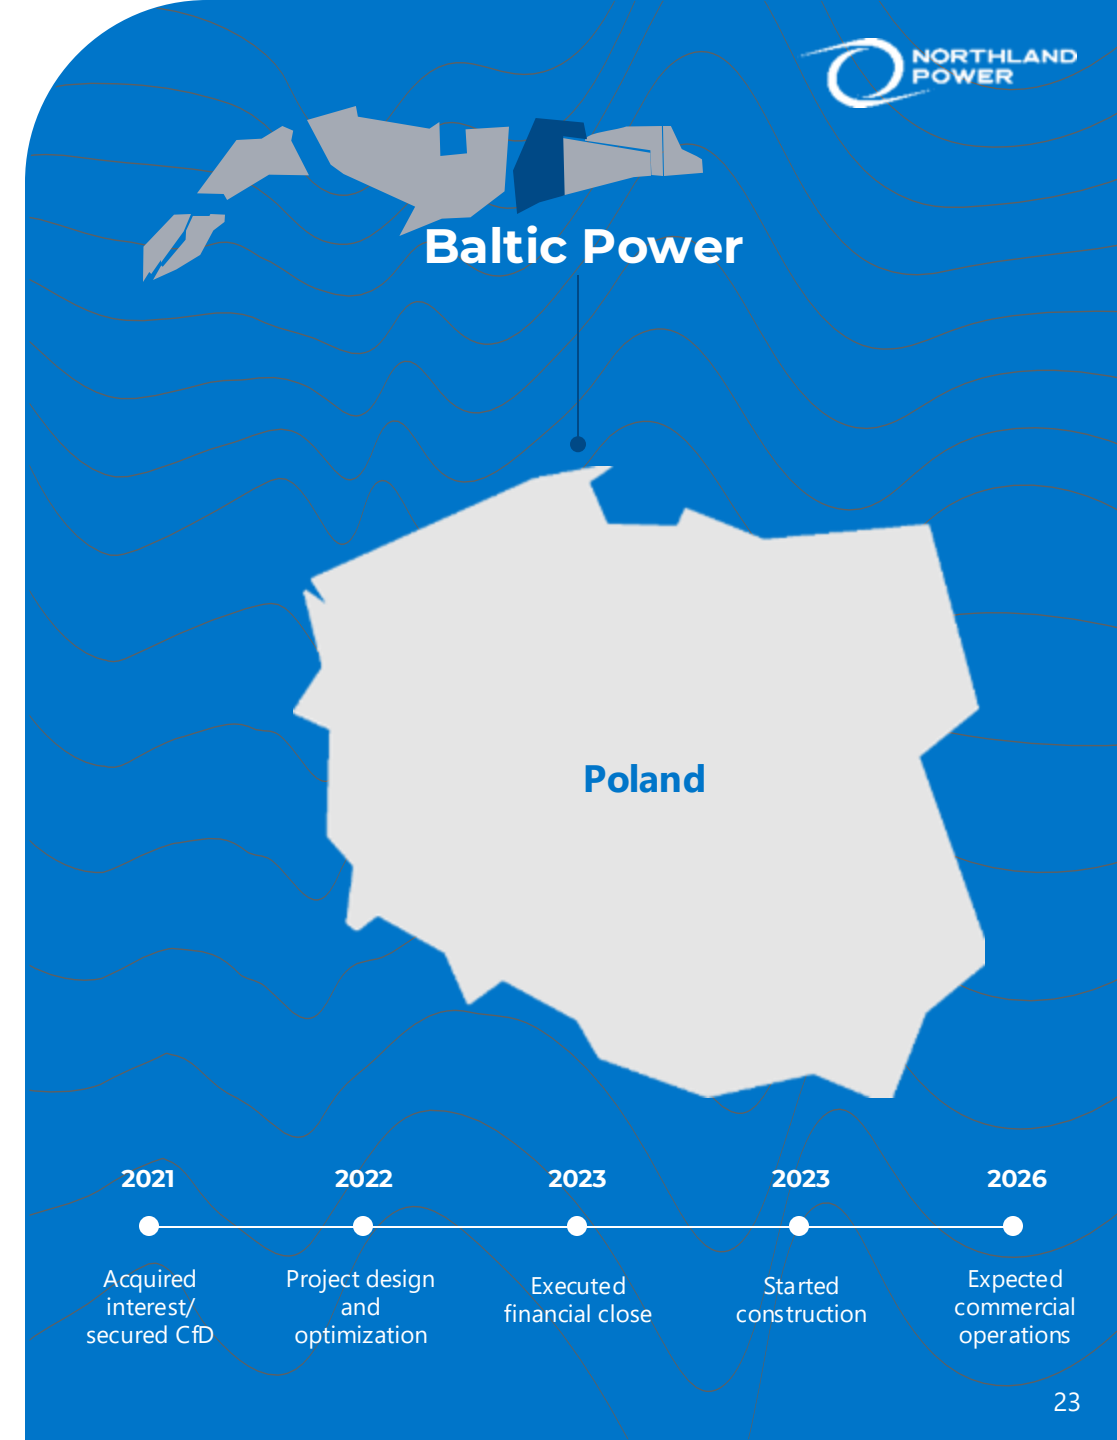 NORTHLAND
POWER
Baltic Power
Poland
2021
2022
2023
2023
2026
Acquired
interest/
secured CfD
Project design
and
optimization
Executed
financial close
Started
construction
Expected
commercial
operations
23